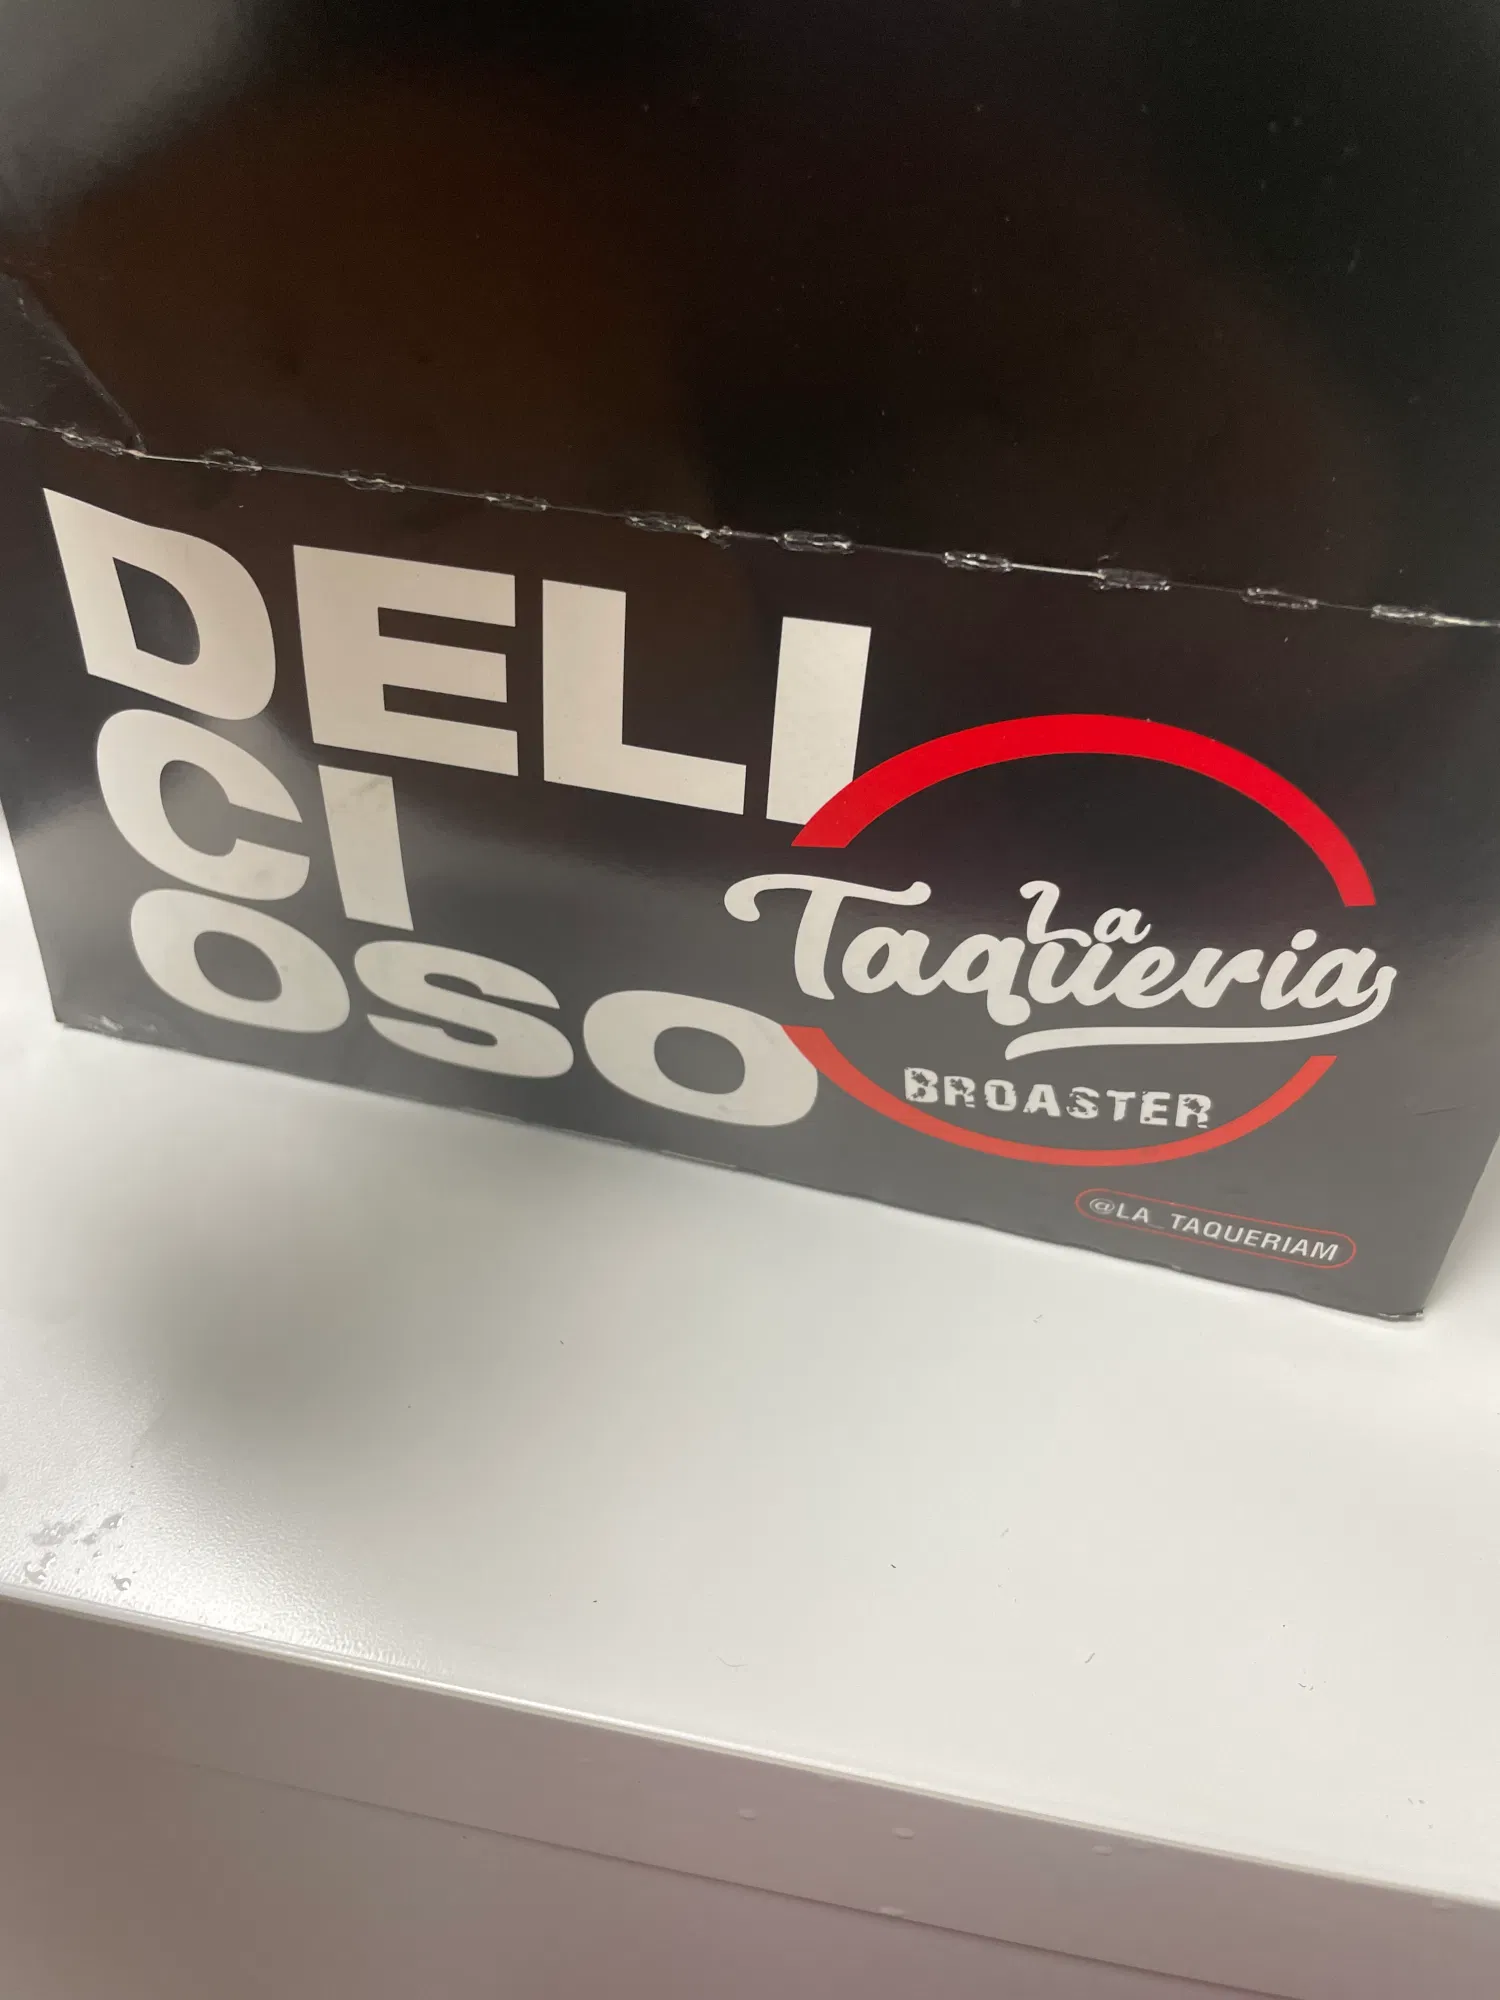 DELI
CI
OSO
La
Taqueria
BROASTER
@LA_TAQUERIAM